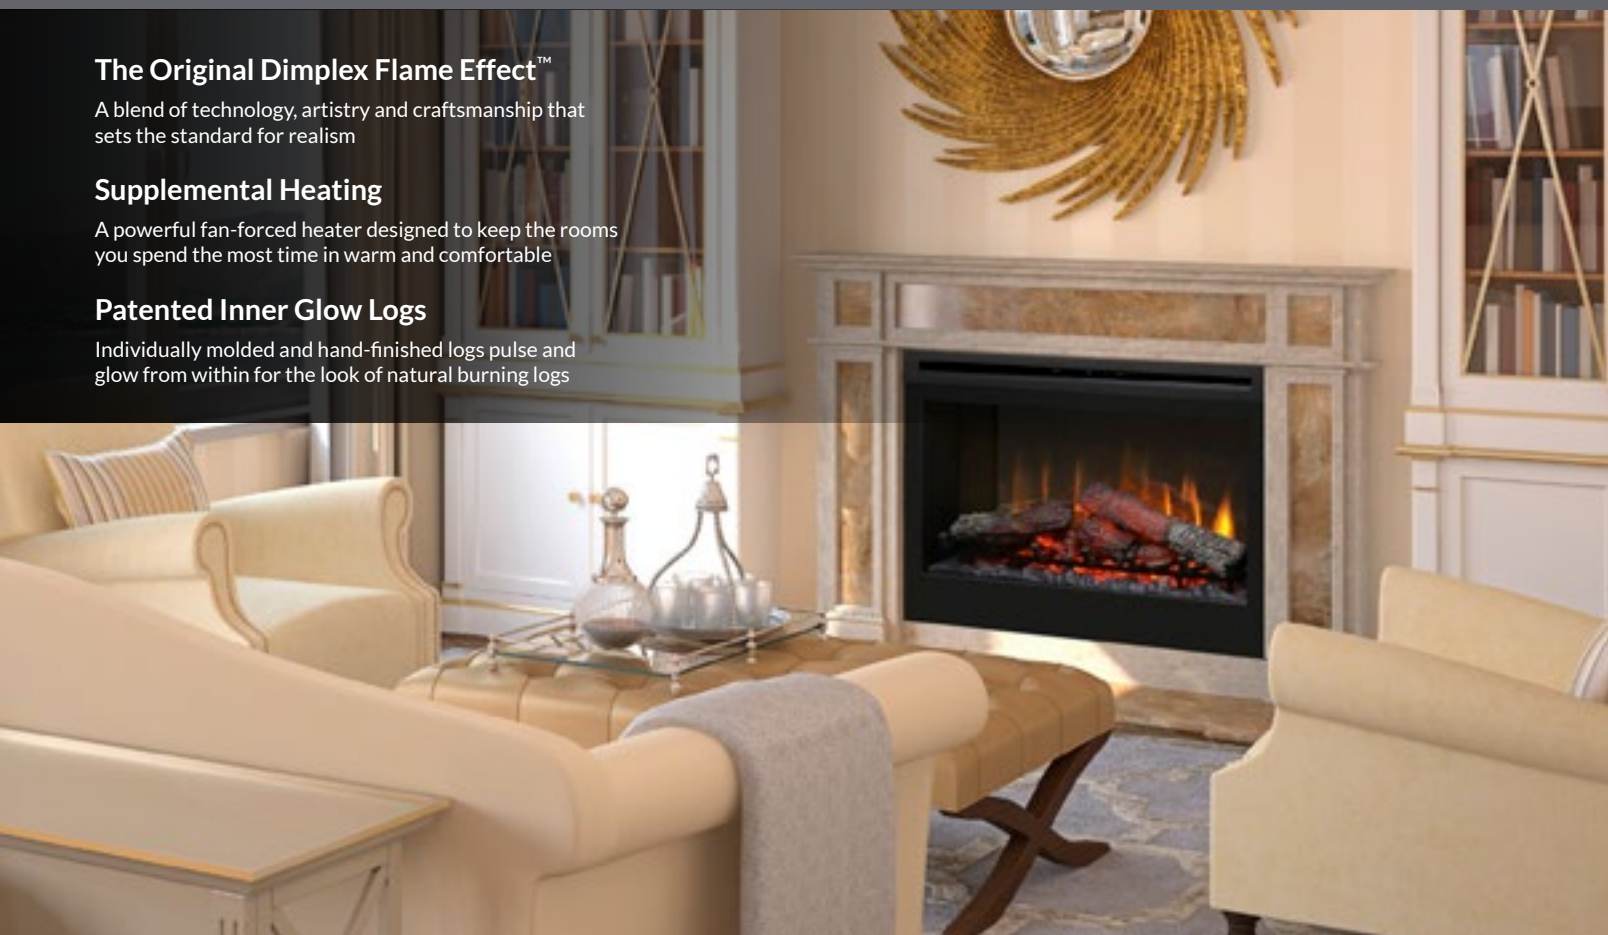 The Original Dimplex Flame Effect™
A blend of technology, artistry and craftsmanship that
sets the standard for realism
Supplemental Heating
A powerful fan-forced heater designed to keep the rooms
you spend the most time in warm and comfortable
Patented Inner Glow Logs
Individually molded and hand-finished logs pulse and
glow from within for the look of natural burning logs